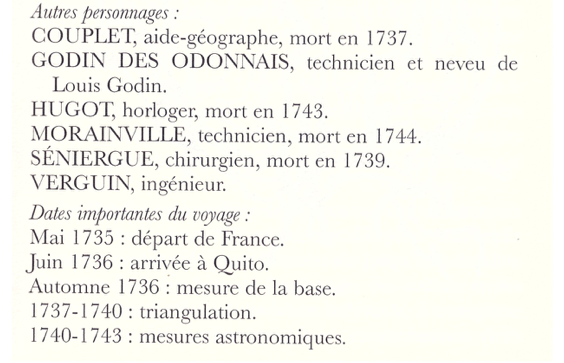 Autres personnages :
COUPLET, aide-géographe, mort en 1737.
GODIN DES ODONNAIS, technicien et neveu de
Louis Godin.
HUGOT, horloger, mort en 1743.
MORAINVILLE, technicien, mort en 1744.
SÉNIERGUE, chirurgien, mort en 1739.
VERGUIN, ingénieur.
Dates importantes du voyage :
Mai 1735 : départ de France.
Juin 1736 : arrivée à Quito.
Automne 1736 : mesure de la base.
1737-1740 : triangulation.
1740-1743 : mesures astronomiques.